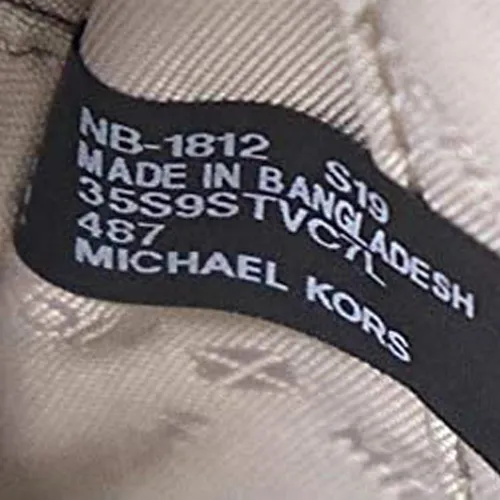 NB-1812 S19
MADE IN BANGLADESH
35S9STVC7L
487
MICHAEL KORS